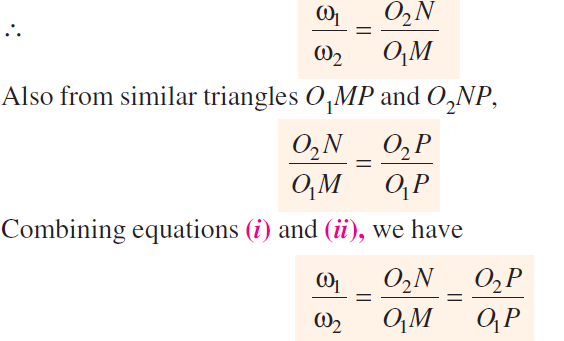 ∴ ω₁/ω₂ = O₂N/O₁M
Also from similar triangles O₁MP and O₂NP,
O₂N/O₁M = O₂P/O₁P
Combining equations (i) and (ii), we have
ω₁/ω₂ = O₂N/O₁M = O₂P/O₁P